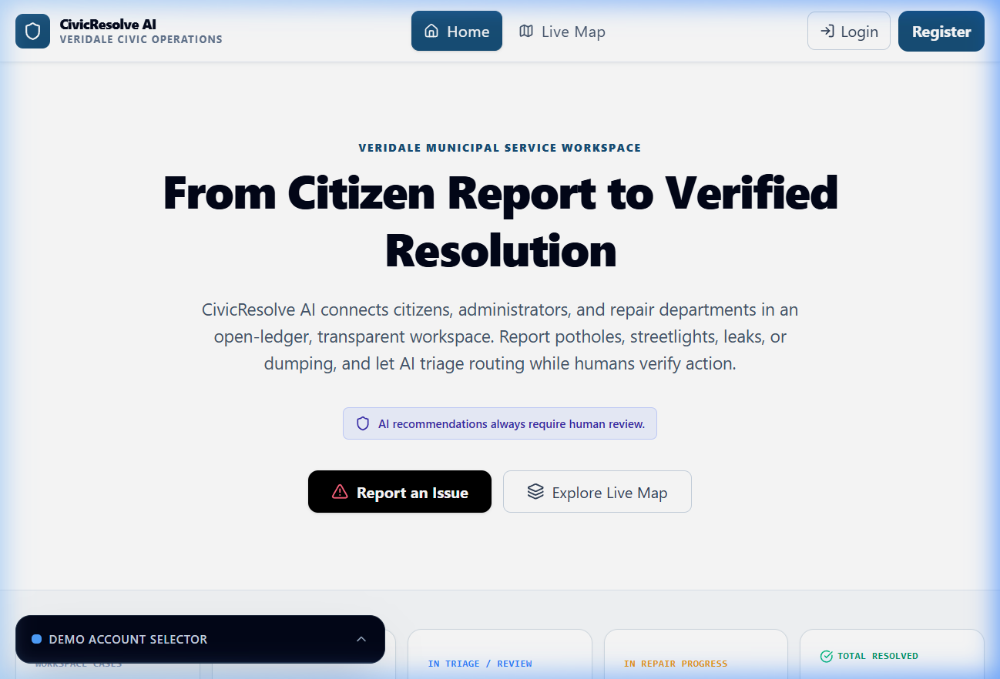 CivicResolve AI
VERIDALE CIVIC OPERATIONS
Home
Live Map
Login
Register
VERIDALE MUNICIPAL SERVICE WORKSPACE
From Citizen Report to Verified
Resolution
CivicResolve AI connects citizens, administrators, and repair departments in an
open-ledger, transparent workspace. Report potholes, streetlights, leaks, or
dumping, and let AI triage routing while humans verify action.
AI recommendations always require human review.
Report an Issue
Explore Live Map
DEMO ACCOUNT SELECTOR
WORKSPACE CASES
IN TRIAGE / REVIEW
IN REPAIR PROGRESS
TOTAL RESOLVED